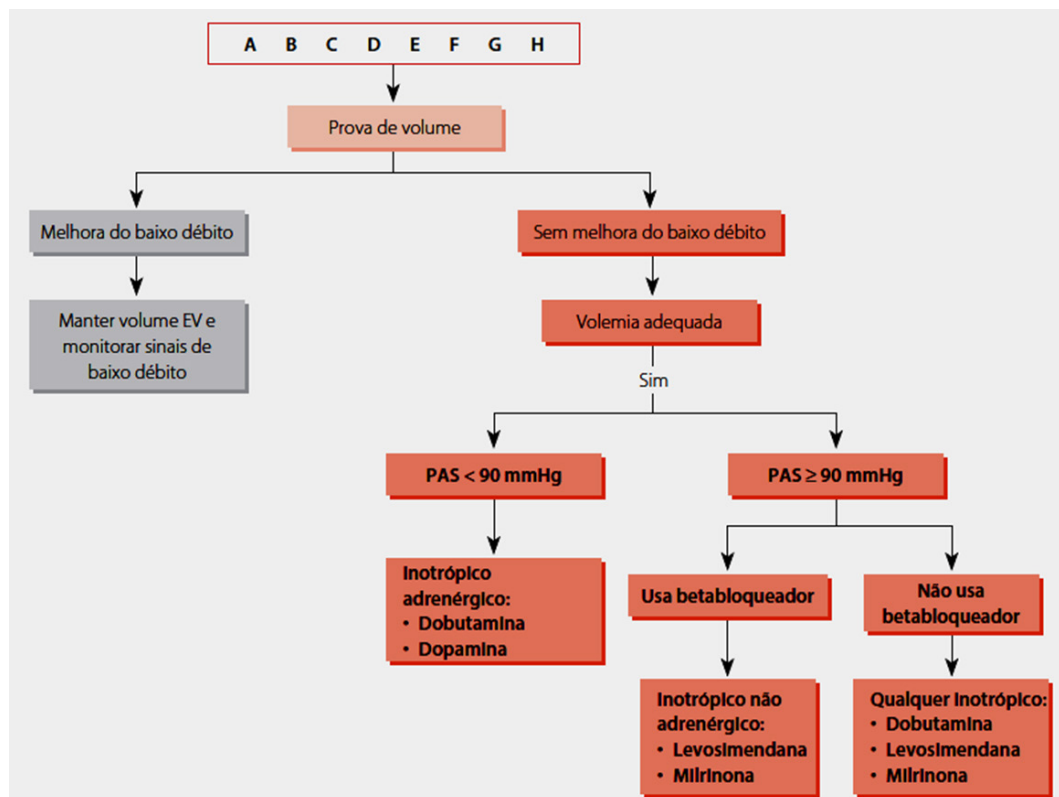 A B C D E F G H
Prova de volume
Melhora do baixo débito
Sem melhora do baixo débito
Manter volume EV e
monitorar sinais de
baixo débito
Volemia adequada
Sim
PAS < 90 mmHg
PAS ≥ 90 mmHg
Inotrópico
adrenérgico:
• Dobutamina
• Dopamina
Usa betabloqueador
Não usa
betabloqueador
Inotrópico não
adrenérgico:
• Levosimendana
• Milrinona
Qualquer inotrópico:
• Dobutamina
• Levosimendana
• Milrinona